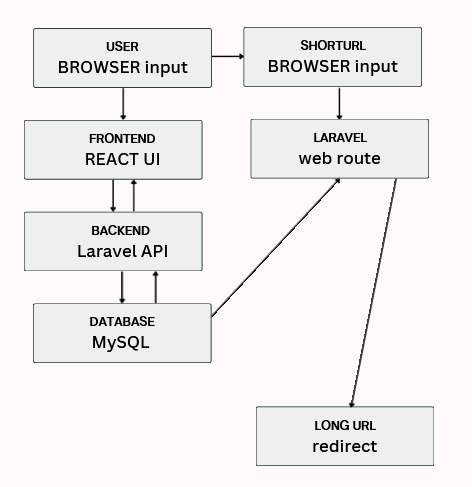 USER
BROWSER input
SHORTURL
BROWSER input
FRONTEND
REACT UI
LARAVEL
web route
BACKEND
Laravel API
DATABASE
MySQL
LONG URL
redirect